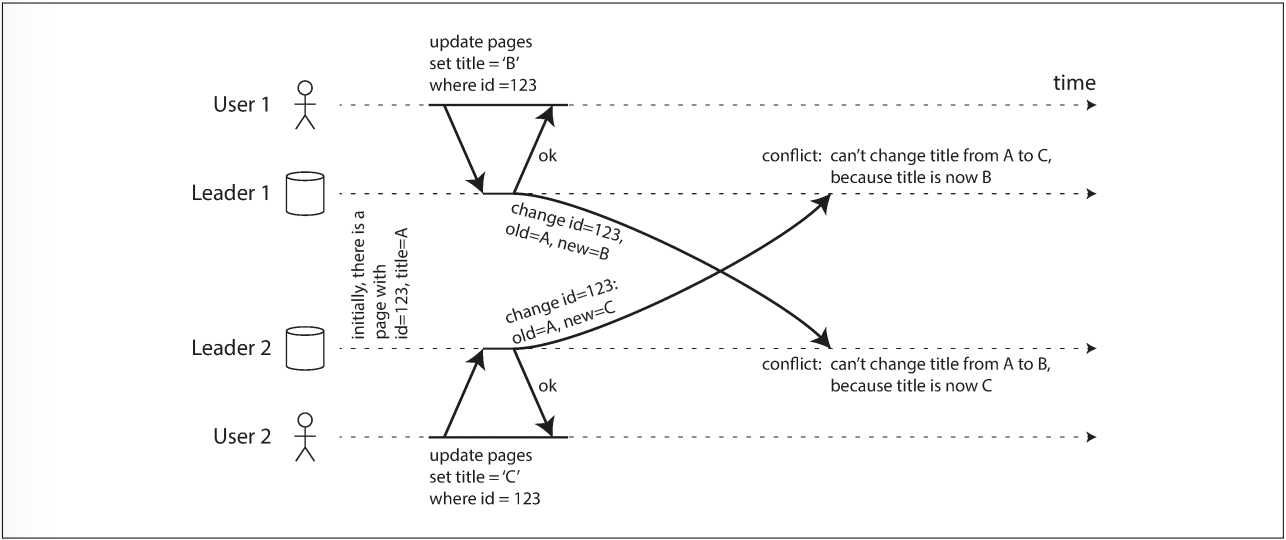 update pages
set title = ‘B’
where id =123
time
User 1
ok
conflict: can’t change title from A to C,
because title is now B
Leader 1
change id=123,
old=A, new=B
initially, there is a
page with
id=123, title=A
change id=123:
old=A, new=C
Leader 2
conflict: can’t change title from A to B,
because title is now C
ok
User 2
update pages
set title = ‘C’
where id = 123